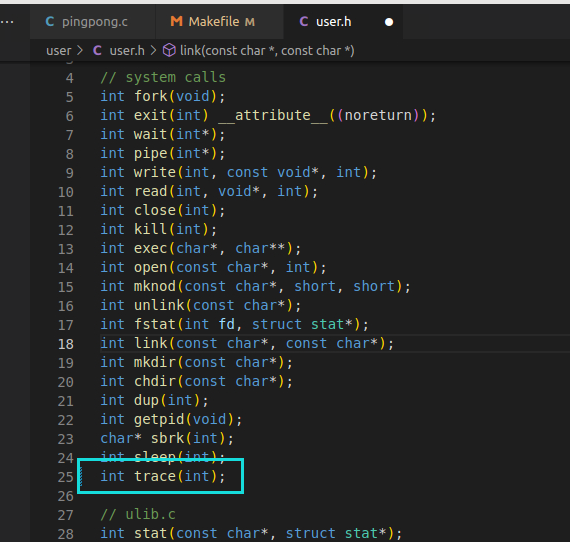 ··· C pingpong.c M Makefile M C user.h ●
user > C user.h > link(const char *, const char *)
4 // system calls
5 int fork(void);
6 int exit(int) __attribute__((noreturn));
7 int wait(int*);
8 int pipe(int*);
9 int write(int, const void*, int);
10 int read(int, void*, int);
11 int close(int);
12 int kill(int);
13 int exec(char*, char**);
14 int open(const char*, int);
15 int mknod(const char*, short, short);
16 int unlink(const char*);
17 int fstat(int fd, struct stat*);
18 int link(const char*, const char*);
19 int mkdir(const char*);
20 int chdir(const char*);
21 int dup(int);
22 int getpid(void);
23 char* sbrk(int);
24 int sleep(int);
25 int trace(int);
26
27 // ulib.c
28 int stat(const char*, struct stat*);